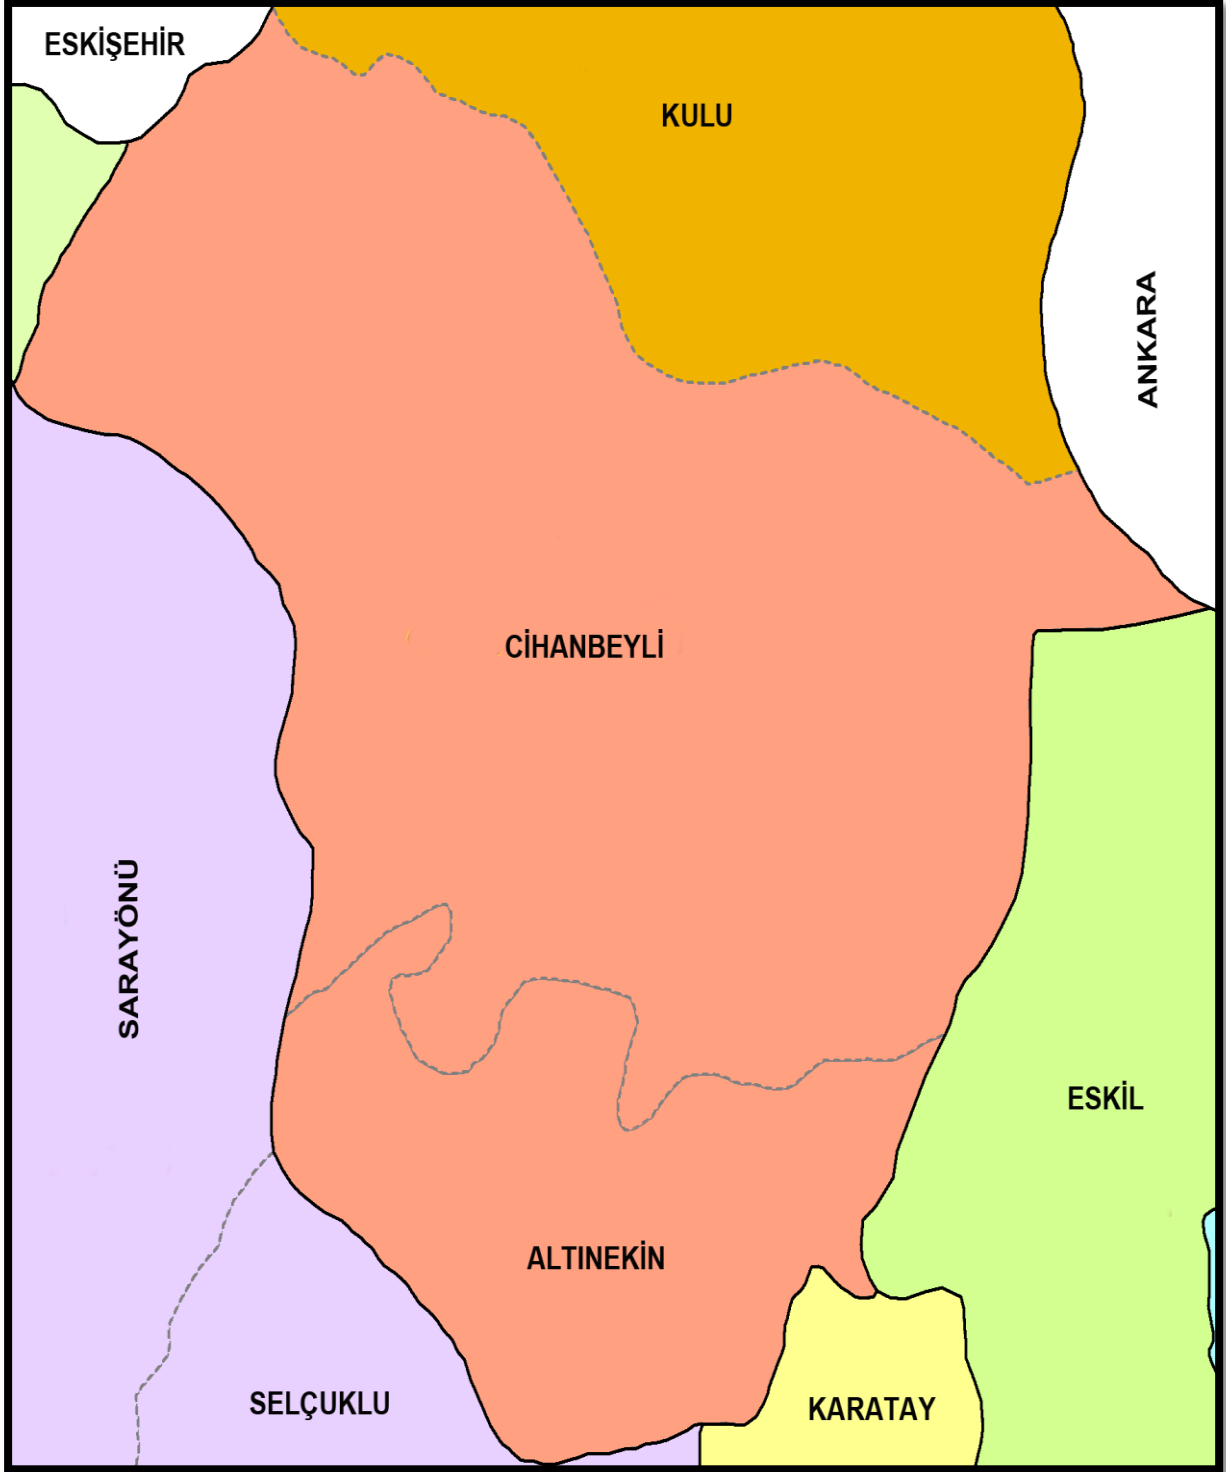 ESKİŞEHİR
KULU
ANKARA
CİHANBEYLİ
SARAYÖNÜ
ESKİL
ALTINEKİN
SELÇUKLU
KARATAY